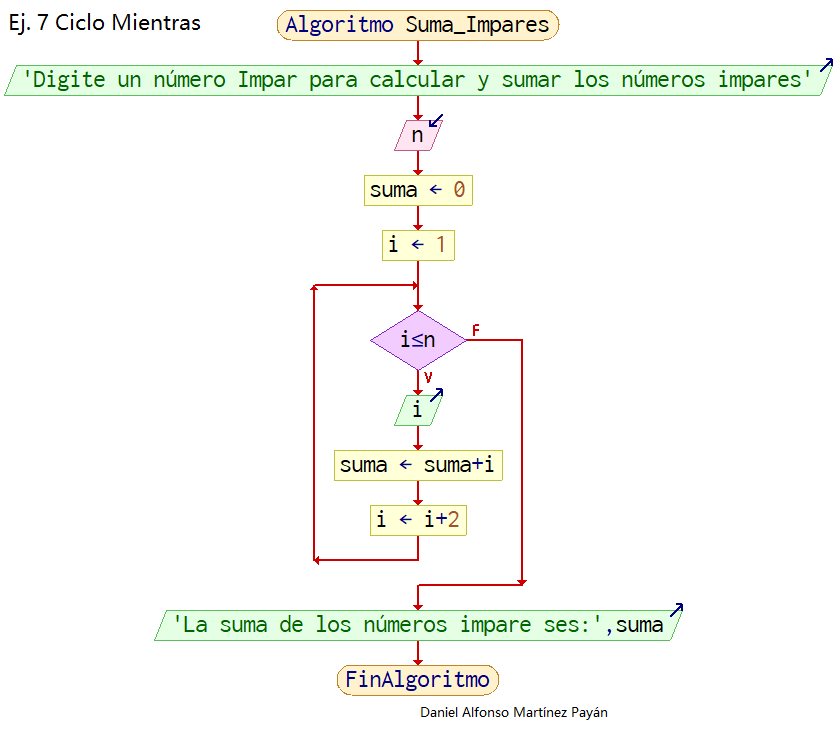 Ej. 7 Ciclo Mientras
Algoritmo Suma_Impares
'Digite un número Impar para calcular y sumar los números impares'
n
suma ← 0
i ← 1
i≤n
F
V
i
suma ← suma+i
i ← i+2
'La suma de los números impare ses:',suma
FinAlgoritmo
Daniel Alfonso Martínez Payán